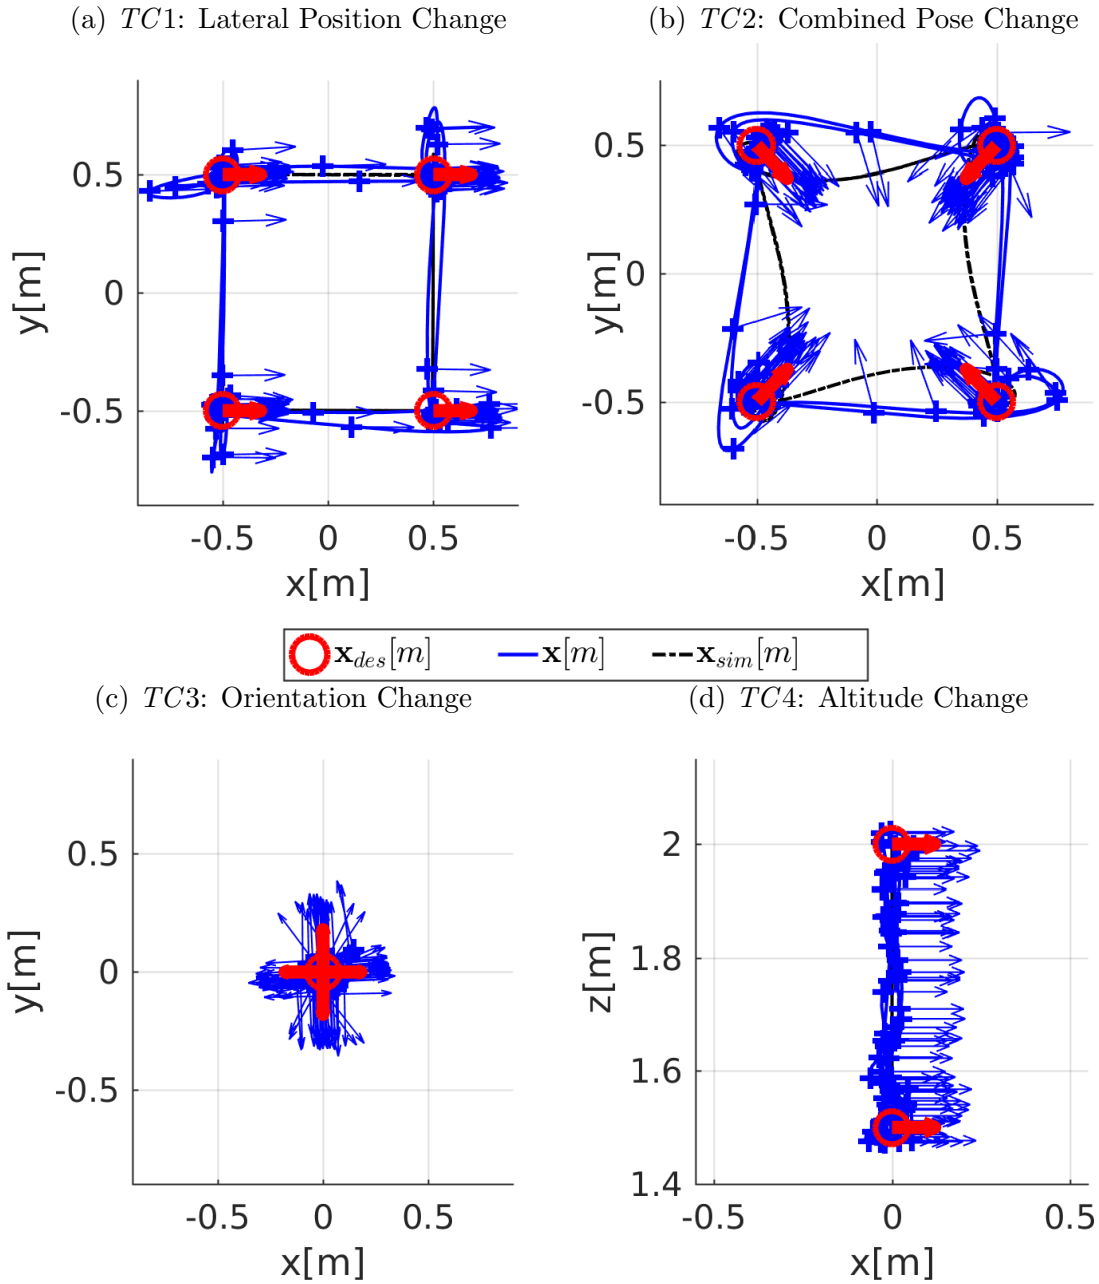 (a) TC1: Lateral Position Change
(b) TC2: Combined Pose Change
0.5
0
-0.5
y[m]
-0.5 0 0.5
x[m]
0.5
0
-0.5
y[m]
-0.5 0 0.5
x[m]
x_des[m] x[m] x_sim[m]
(c) TC3: Orientation Change
(d) TC4: Altitude Change
0.5
0
-0.5
y[m]
-0.5 0 0.5
x[m]
2
1.8
1.6
1.4
z[m]
-0.5 0 0.5
x[m]